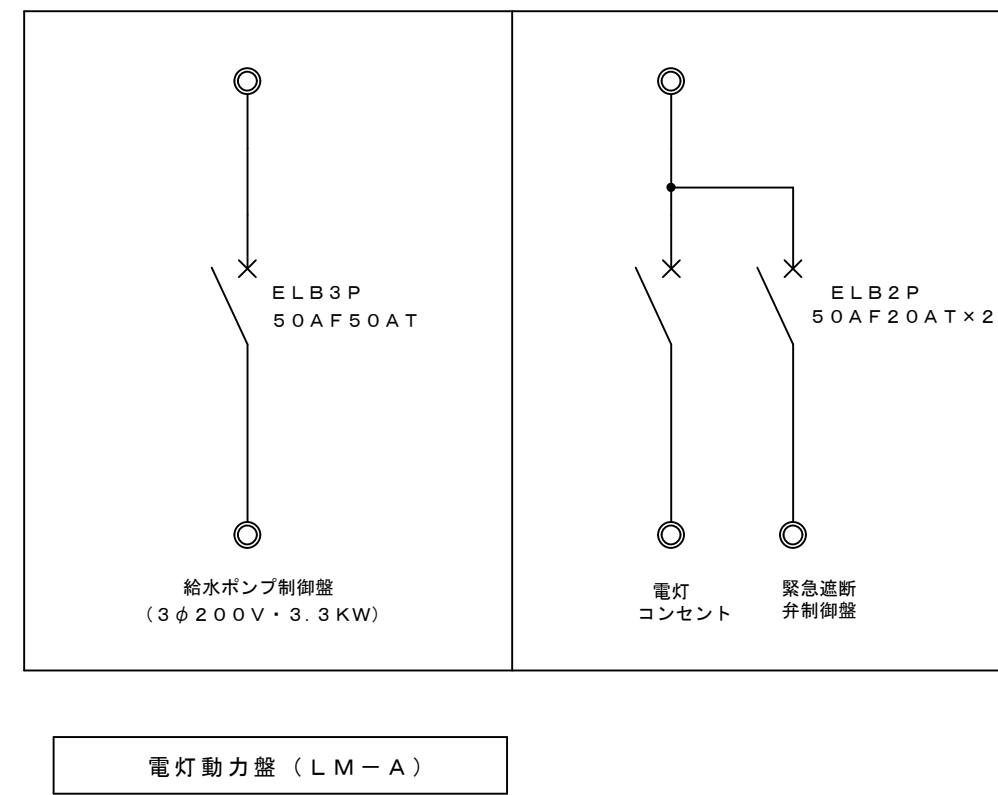 ELB3P
50AF50AT
給水ポンプ制御盤
(3φ200V・3.3KW)
ELB2P
50AF20AT×2
電灯
コンセント
緊急遮断
弁制御盤
電灯動力盤(LM-A)